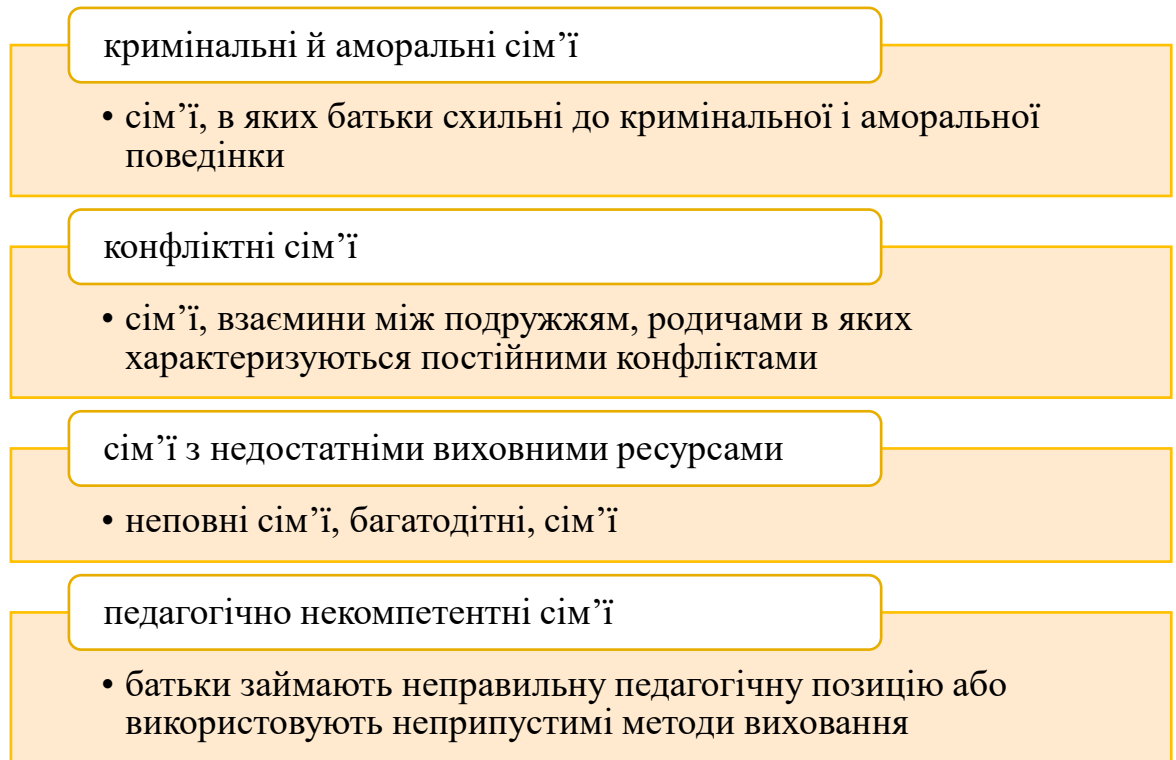 кримінальні й аморальні сім’ї
• сім’ї, в яких батьки схильні до кримінальної і аморальної
поведінки
конфліктні сім’ї
• сім’ї, взаємини між подружжям, родичами в яких
характеризуються постійними конфліктами
сім’ї з недостатніми виховними ресурсами
• неповні сім’ї, багатодітні, сім’ї
педагогічно некомпетентні сім’ї
• батьки займають неправильну педагогічну позицію або
використовують неприпустимі методи виховання